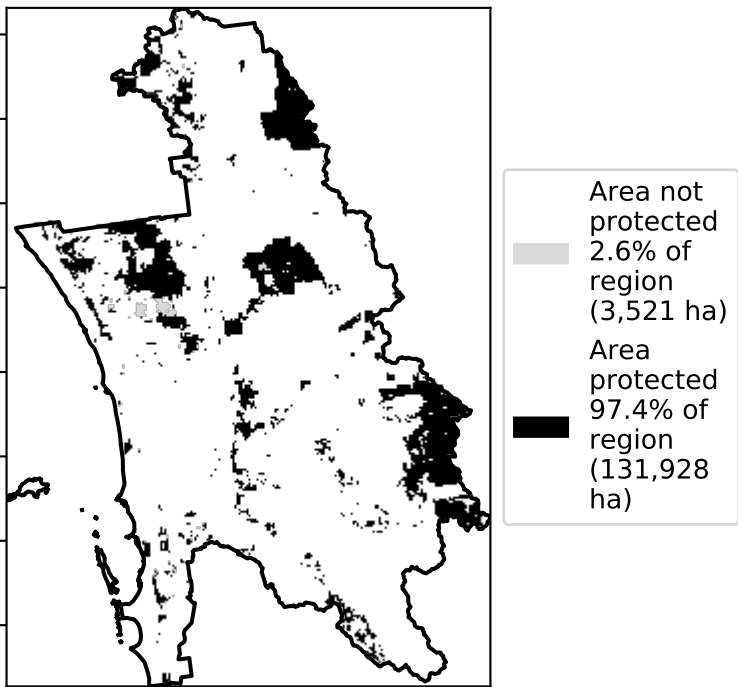 Area not
protected
2.6% of
region
(3,521 ha)
Area
protected
97.4% of
region
(131,928
ha)